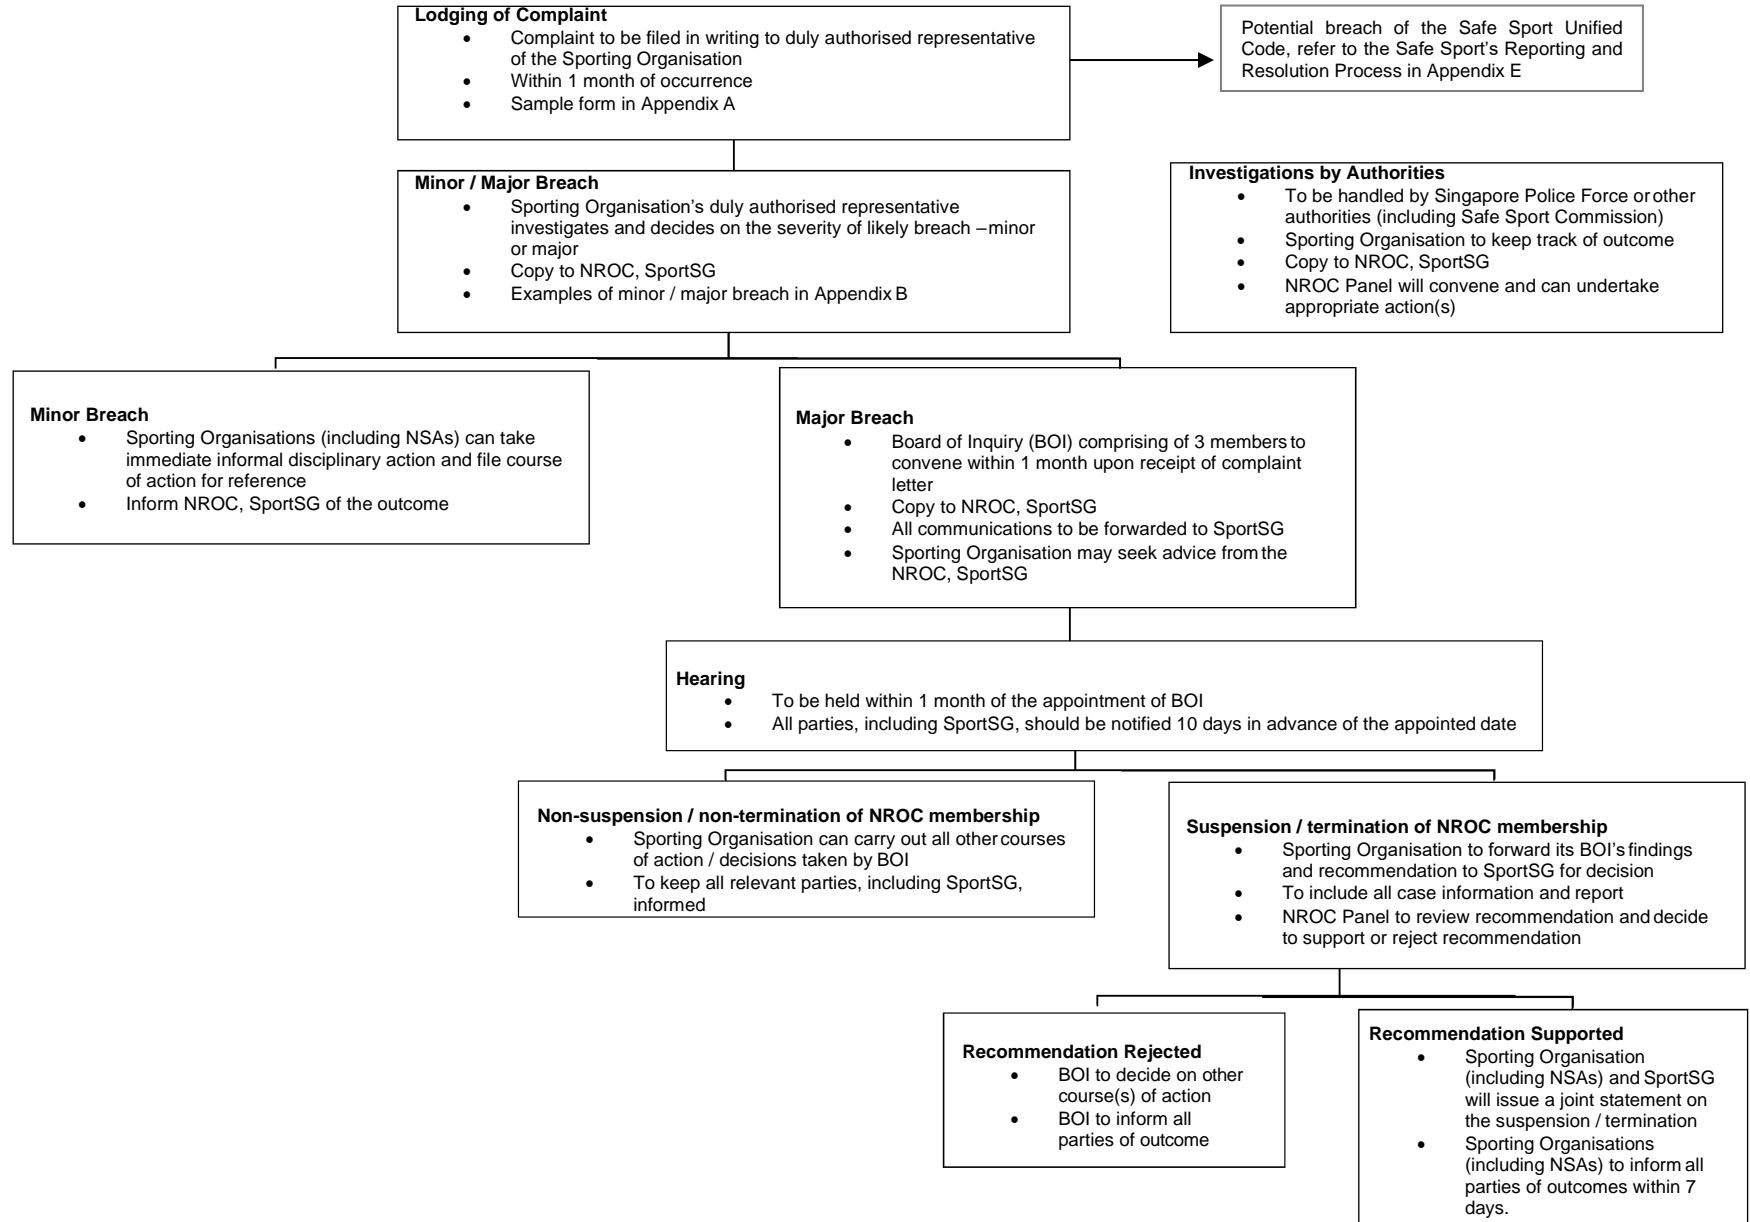 Lodging of Complaint
• Complaint to be filed in writing to duly authorised representative
of the Sporting Organisation
• Within 1 month of occurrence
• Sample form in Appendix A
Potential breach of the Safe Sport Unified
Code, refer to the Safe Sport's Reporting and
Resolution Process in Appendix E
Minor / Major Breach
• Sporting Organisation's duly authorised representative
investigates and decides on the severity of likely breach – minor
or major
• Copy to NROC, SportSG
• Examples of minor / major breach in Appendix B
Investigations by Authorities
• To be handled by Singapore Police Force or other
authorities (including Safe Sport Commission)
• Sporting Organisation to keep track of outcome
• Copy to NROC, SportSG
• NROC Panel will convene and can undertake
appropriate action(s)
Minor Breach
• Sporting Organisations (including NSAs) can take
immediate informal disciplinary action and file course
of action for reference
• Inform NROC, SportSG of the outcome
Major Breach
• Board of Inquiry (BOI) comprising of 3 members to
convene within 1 month upon receipt of complaint
letter
• Copy to NROC, SportSG
• All communications to be forwarded to SportSG
• Sporting Organisation may seek advice from the
NROC, SportSG
Hearing
• To be held within 1 month of the appointment of BOI
• All parties, including SportSG, should be notified 10 days in advance of the appointed date
Non-suspension / non-termination of NROC membership
• Sporting Organisation can carry out all other courses
of action / decisions taken by BOI
• To keep all relevant parties, including SportSG,
informed
Suspension / termination of NROC membership
• Sporting Organisation to forward its BOI's findings
and recommendation to SportSG for decision
• To include all case information and report
• NROC Panel to review recommendation and decide
to support or reject recommendation
Recommendation Rejected
• BOI to decide on other
course(s) of action
• BOI to inform all
parties of outcome
Recommendation Supported
• Sporting Organisation
(including NSAs) and SportSG
will issue a joint statement on
the suspension / termination
• Sporting Organisations
(including NSAs) to inform all
parties of outcomes within 7
days.